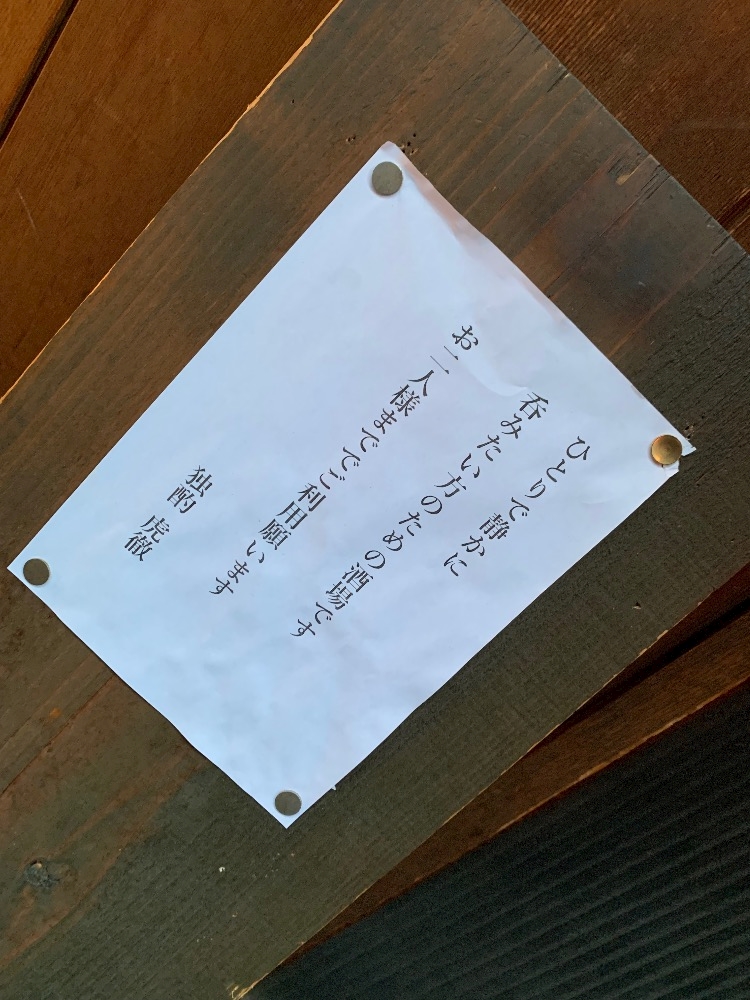 ひとりで静かに
呑みたい方のための酒場です
お二人様まででご利用願います
独酌 虎徹